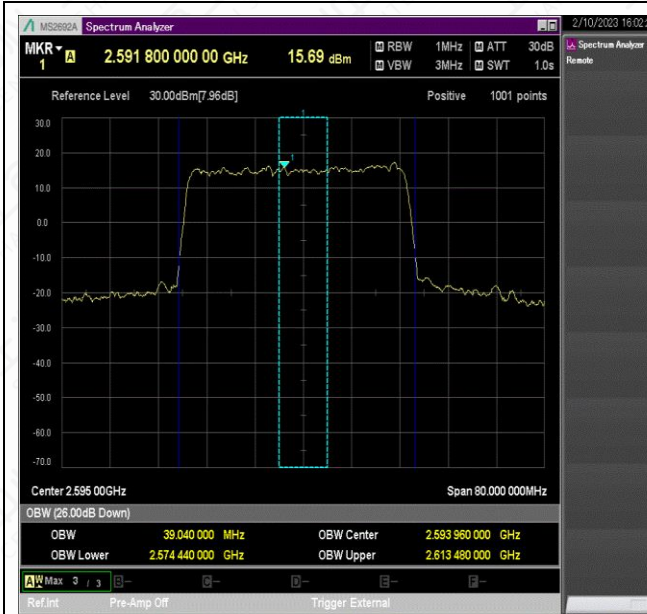 MS2692A Spectrum Analyzer
2/10/2023 16:02:
MKR 1 A 2.591 800 000 00 GHz 15.69 dBm
M RBW 1MHz M ATT 30dB
M VBW 3MHz M SWT 1.0s
Spectrum Analyzer
Remote
Reference Level 30.00dBm[7.96dB] Positive 1001 points
30.0
20.0
1
10.0
0.0
-10.0
-20.0
-30.0
-40.0
-50.0
-60.0
-70.0
Center 2.595 00GHz Span 80.000 000MHz
OBW (26.00dB Down)
OBW 39.040 000 MHz OBW Center 2.593 960 000 GHz
OBW Lower 2.574 440 000 GHz OBW Upper 2.613 480 000 GHz
A W Max 3 / 3 B- C- D- E- F-
Ref.Int Pre-Amp Off Trigger External